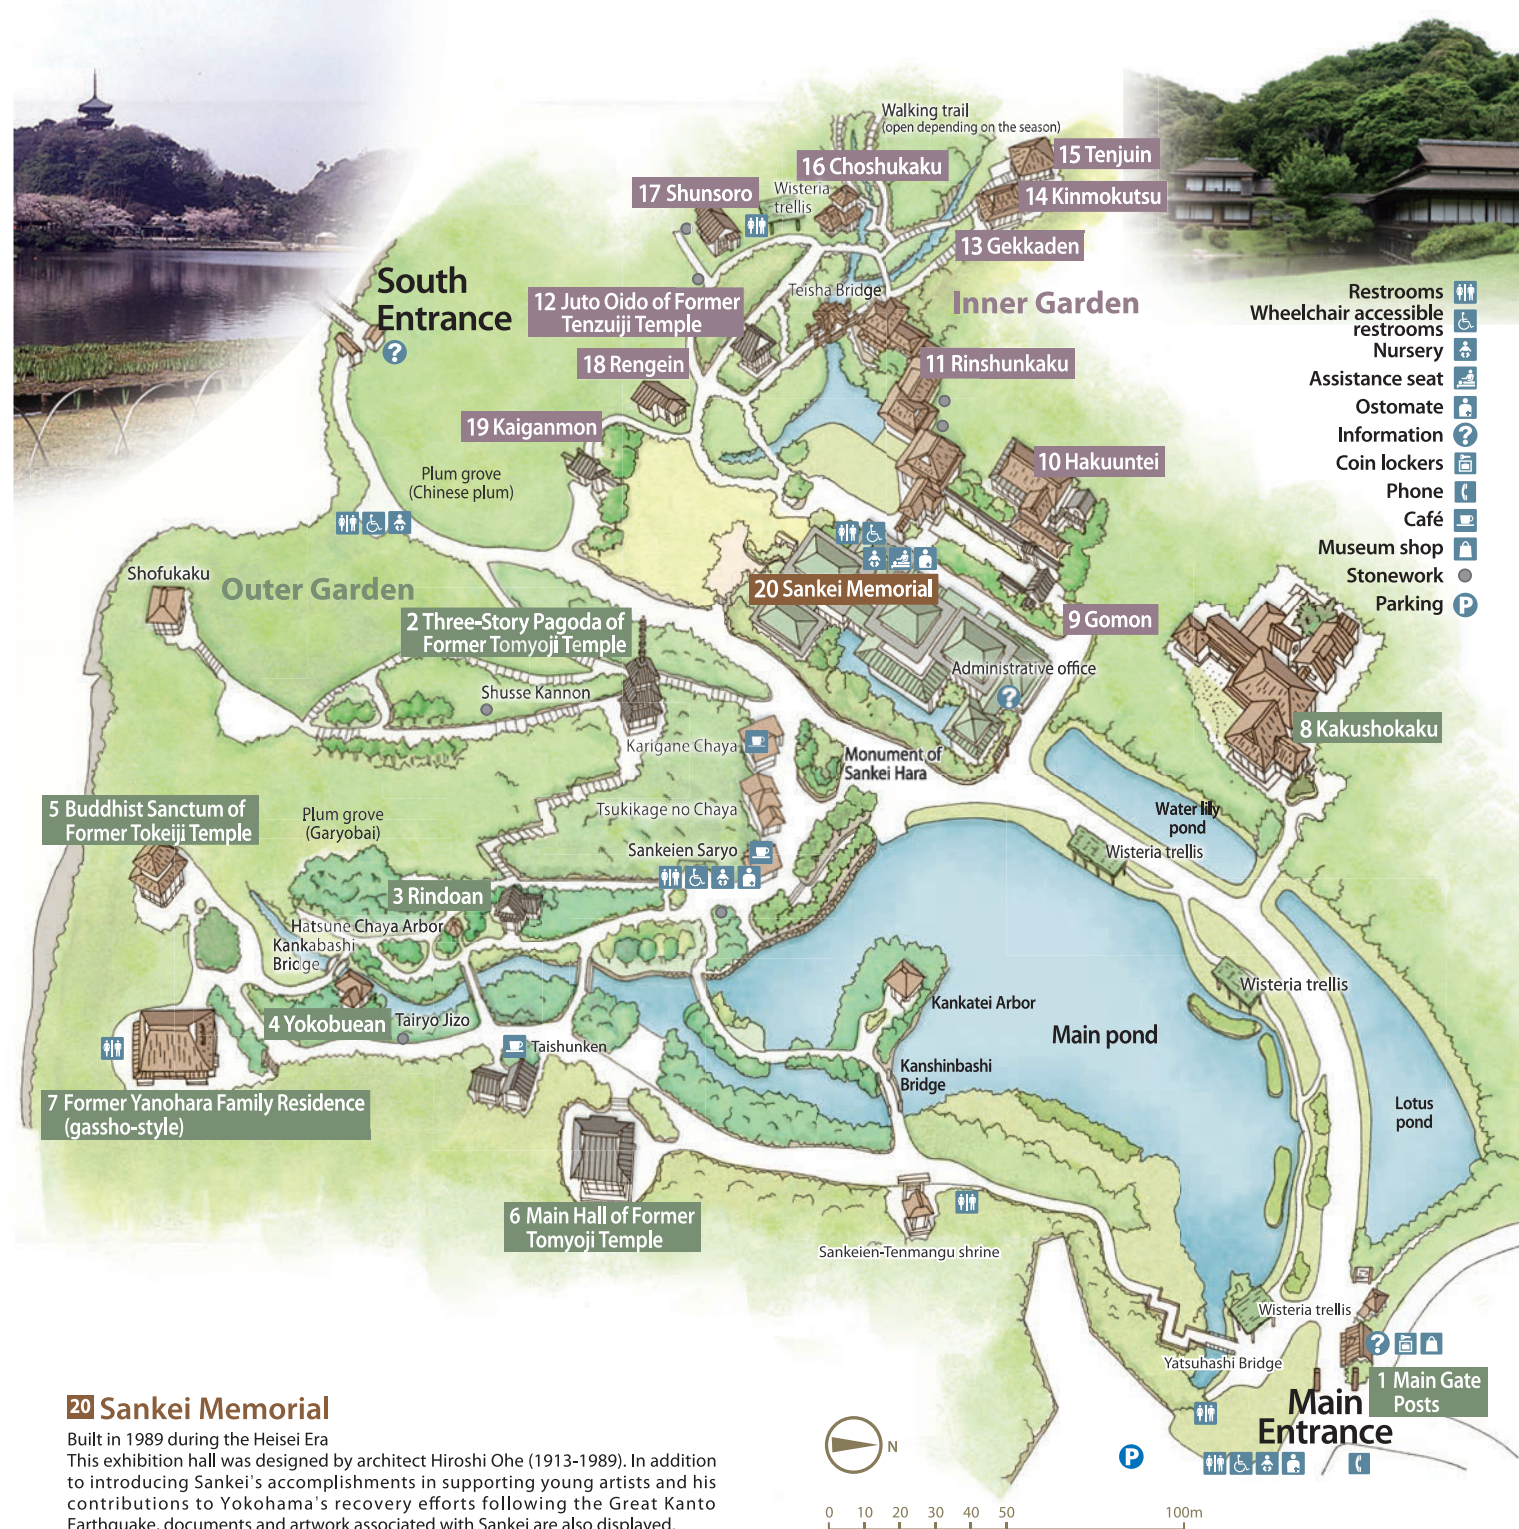 Walking trail
(open depending on the season)
15 Tenjuin
16 Choshukaku
14 Kinmokutsu
17 Shunsoro
Wisteria
trellis
13 Gekkaden
South
Entrance
12 Juto Oido of Former
Tenzuiji Temple
Teisha Bridge
Inner Garden
18 Rengein
11 Rinshunkaku
19 Kaiganmon
10 Hakuuntei
Plum grove
(Chinese plum)
Restrooms
Wheelchair accessible
restrooms
Nursery
Assistance seat
Ostomate
Information
?
Coin lockers
Phone
Café
Museum shop
Stonework
Parking
P
?
Shofukaku
Outer Garden
20 Sankei Memorial
2 Three-Story Pagoda of
Former Tomyoji Temple
9 Gomon
Administrative office
?
Shusse Kannon
8 Kakushokaku
Karigane Chaya
Monument of
Sankei Hara
5 Buddhist Sanctum of
Former Tokeiji Temple
Plum grove
(Garyobai)
Tsukikage no Chaya
Water lily
pond
Sankeien Saryo
Wisteria trellis
3 Rindoan
Hatsune Chaya Arbor
Kankabashi
Bridge
Wisteria trellis
Kankatei Arbor
4 Yokobuean
Tairyo Jizo
Main pond
Taishunken
Kanshinbashi
Bridge
7 Former Yanohara Family Residence
(gassho-style)
Lotus
pond
6 Main Hall of Former
Tomyoji Temple
Sankeien-Tenmangu shrine
Wisteria trellis
Yatsuhashi Bridge
?
1 Main Gate
Posts
Main
Entrance
P
N
0 10 20 30 40 50 100m
20 Sankei Memorial
Built in 1989 during the Heisei Era
This exhibition hall was designed by architect Hiroshi Ohe (1913-1989). In addition
to introducing Sankei's accomplishments in supporting young artists and his
contributions to Yokohama's recovery efforts following the Great Kanto
Earthquake, documents and artwork associated with Sankei are also displayed.